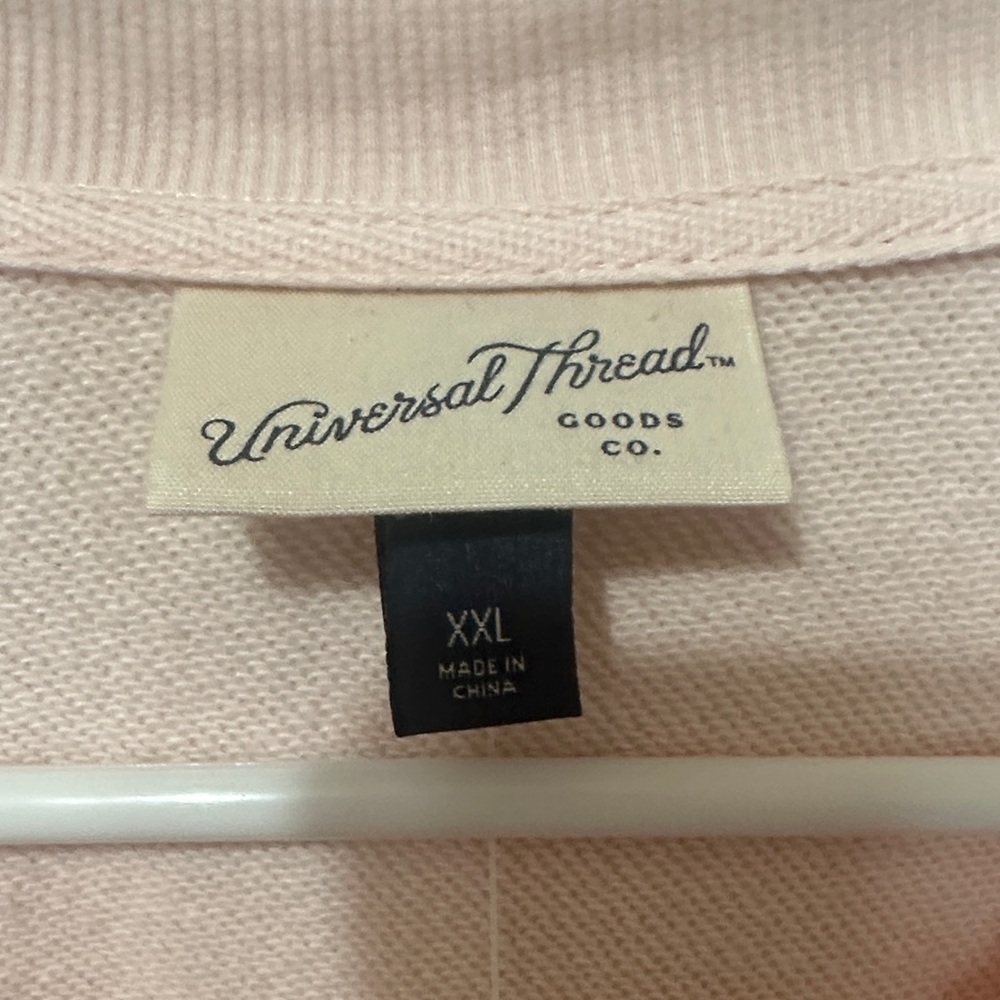 Universal Thread™
GOODS
CO.
XXL
MADE IN
CHINA